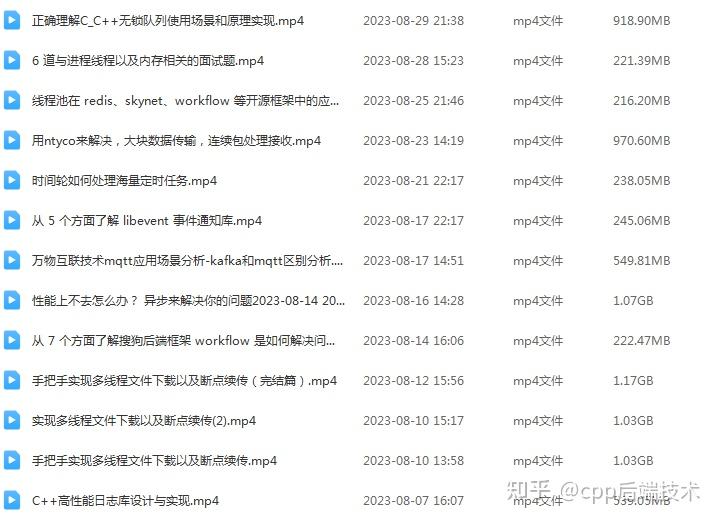 正确理解C_C++无锁队列使用场景和原理实现.mp4 2023-08-29 21:38 mp4文件 918.90MB
6 道与进程线程以及内存相关的面试题.mp4 2023-08-28 15:23 mp4文件 221.39MB
线程池在 redis、skynet、workflow 等开源框架中的应... 2023-08-25 21:46 mp4文件 216.20MB
用ntyco来解决，大块数据传输，连续包处理接收.mp4 2023-08-23 14:19 mp4文件 970.60MB
时间轮如何处理海量定时任务.mp4 2023-08-21 22:17 mp4文件 238.05MB
从 5 个方面了解 libevent 事件通知库.mp4 2023-08-17 22:17 mp4文件 245.06MB
万物互联技术mqtt应用场景分析-kafka和mqtt区别分析.... 2023-08-17 14:51 mp4文件 549.81MB
性能上不去怎么办？ 异步来解决你的问题2023-08-14 20... 2023-08-16 14:28 mp4文件 1.07GB
从 7 个方面了解搜狗后端框架 workflow 是如何解决问... 2023-08-14 16:06 mp4文件 222.47MB
手把手实现多线程文件下载以及断点续传（完结篇）.mp4 2023-08-12 15:56 mp4文件 1.17GB
实现多线程文件下载以及断点续传(2).mp4 2023-08-10 15:17 mp4文件 1.03GB
手把手实现多线程文件下载以及断点续传.mp4 2023-08-10 13:58 mp4文件 1.03GB
C++高性能日志库设计与实现.mp4 2023-08-07 16:07 mp4文件 539.05MB
知乎 @cpp后端技术